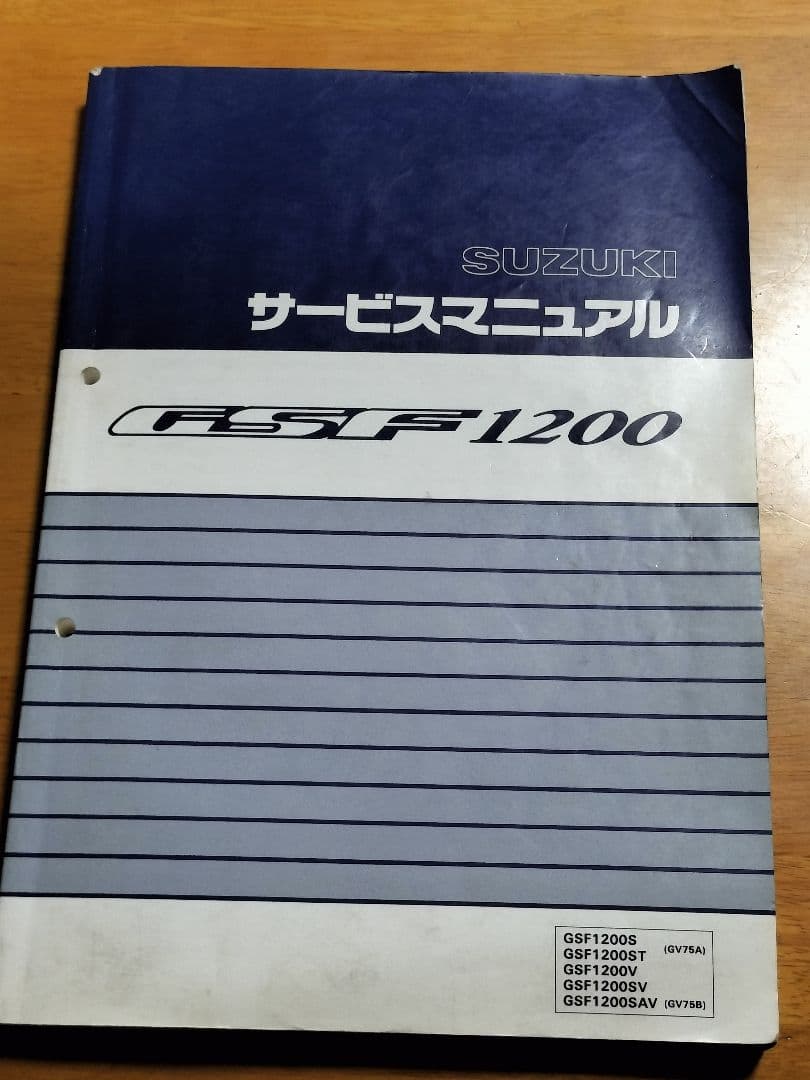 SUZUKI
サービスマニュアル
GSF1200
GSF1200S
GSF1200ST (GV75A)
GSF1200V
GSF1200SV
GSF1200SAV (GV75B)